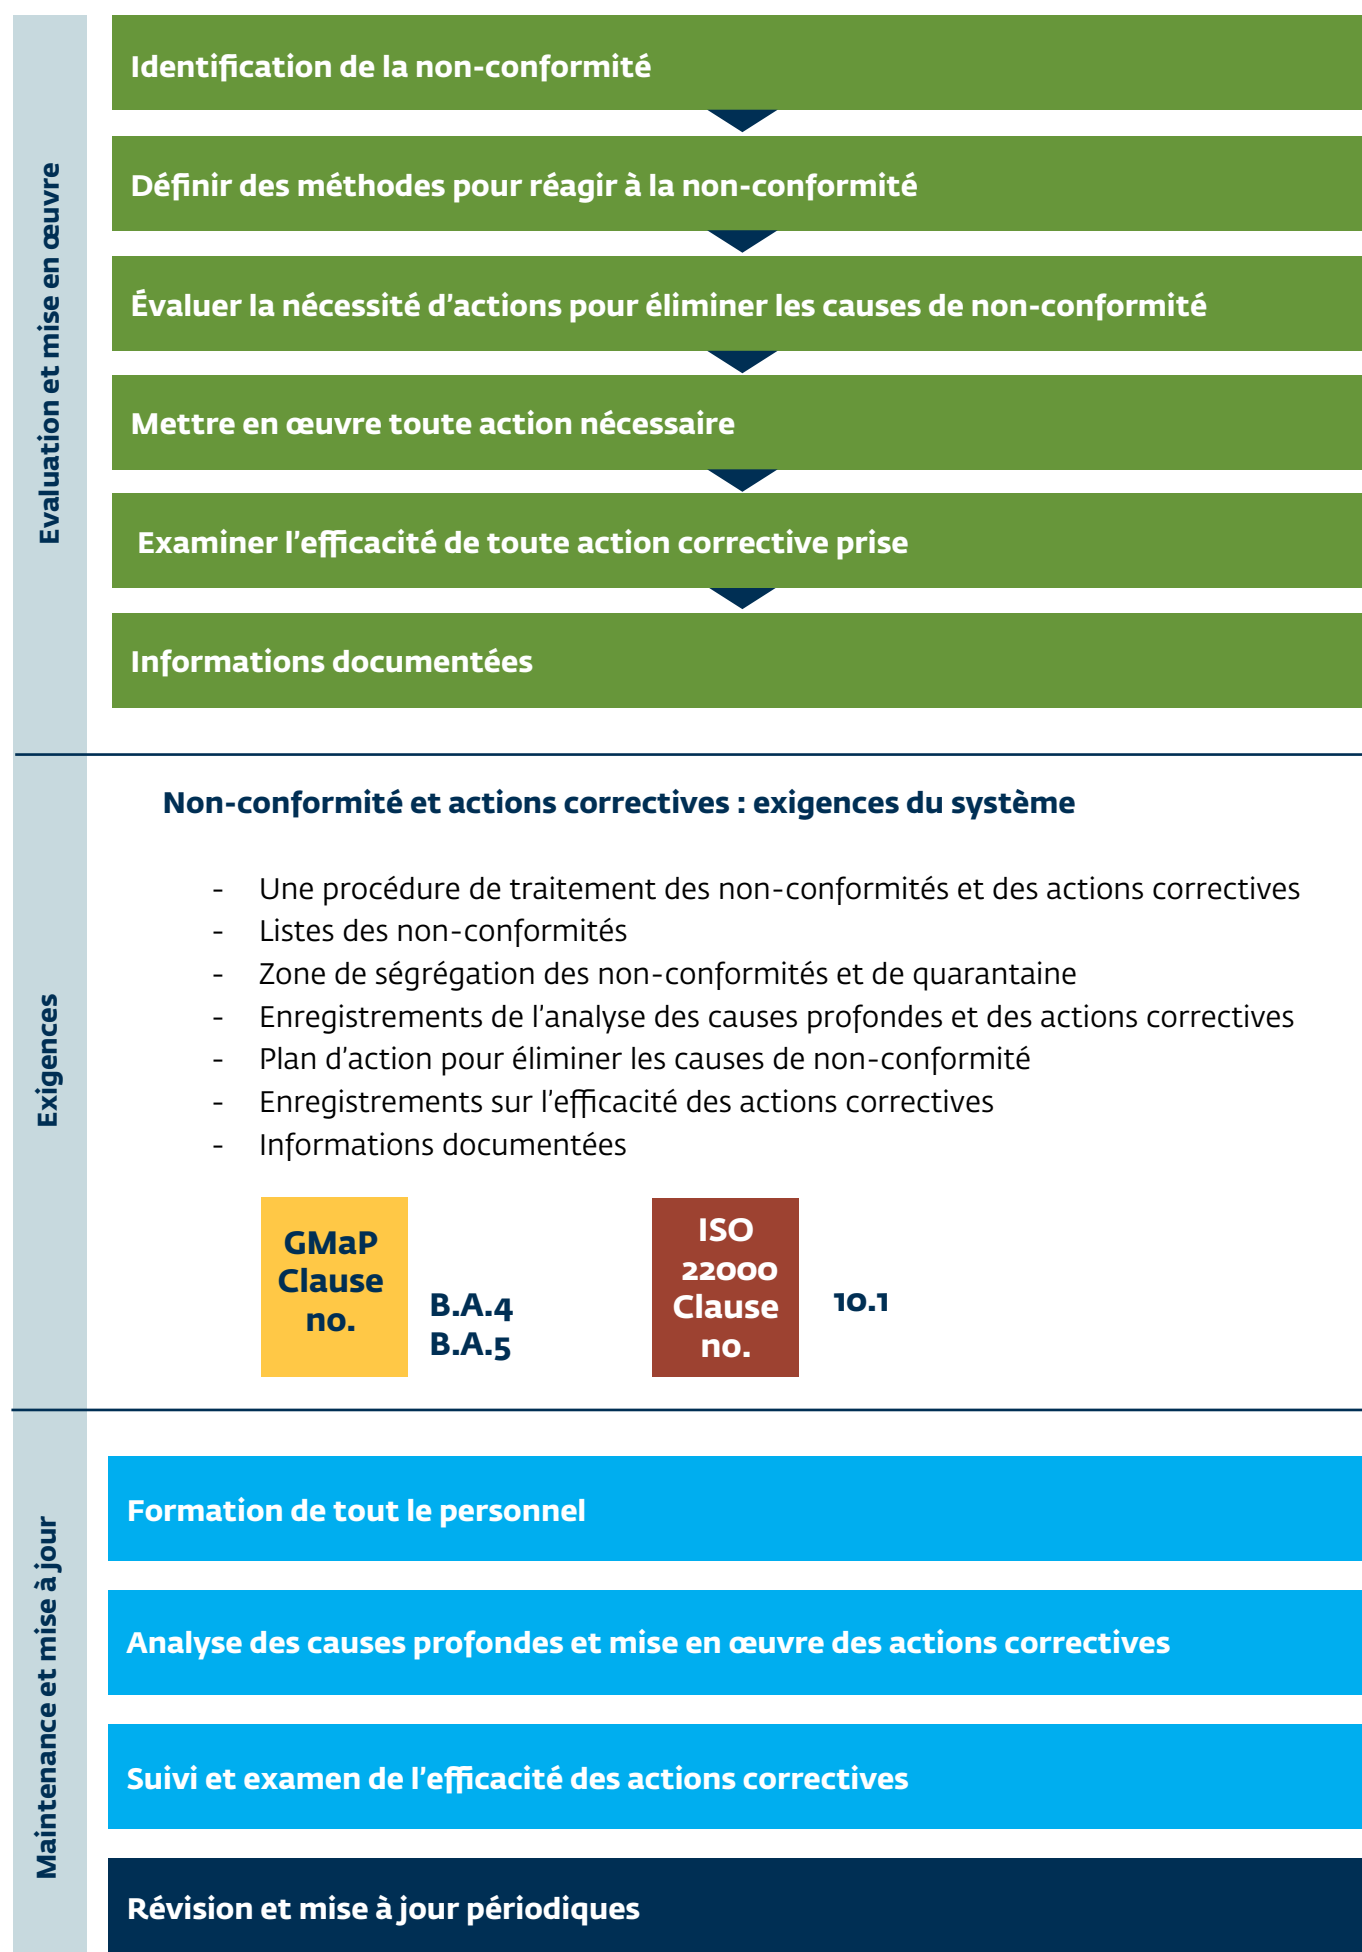 Evaluation et mise en œuvre
Identification de la non-conformité
Définir des méthodes pour réagir à la non-conformité
Évaluer la nécessité d'actions pour éliminer les causes de non-conformité
Mettre en œuvre toute action nécessaire
Examiner l'efficacité de toute action corrective prise
Informations documentées
Exigences
Non-conformité et actions correctives : exigences du système
- Une procédure de traitement des non-conformités et des actions correctives
- Listes des non-conformités
- Zone de ségrégation des non-conformités et de quarantaine
- Enregistrements de l'analyse des causes profondes et des actions correctives
- Plan d'action pour éliminer les causes de non-conformité
- Enregistrements sur l'efficacité des actions correctives
- Informations documentées
GMaP
Clause
no.
B.A.4
B.A.5
ISO
22000
Clause
no.
10.1
Maintenance et mise à jour
Formation de tout le personnel
Analyse des causes profondes et mise en œuvre des actions correctives
Suivi et examen de l'efficacité des actions correctives
Révision et mise à jour périodiques